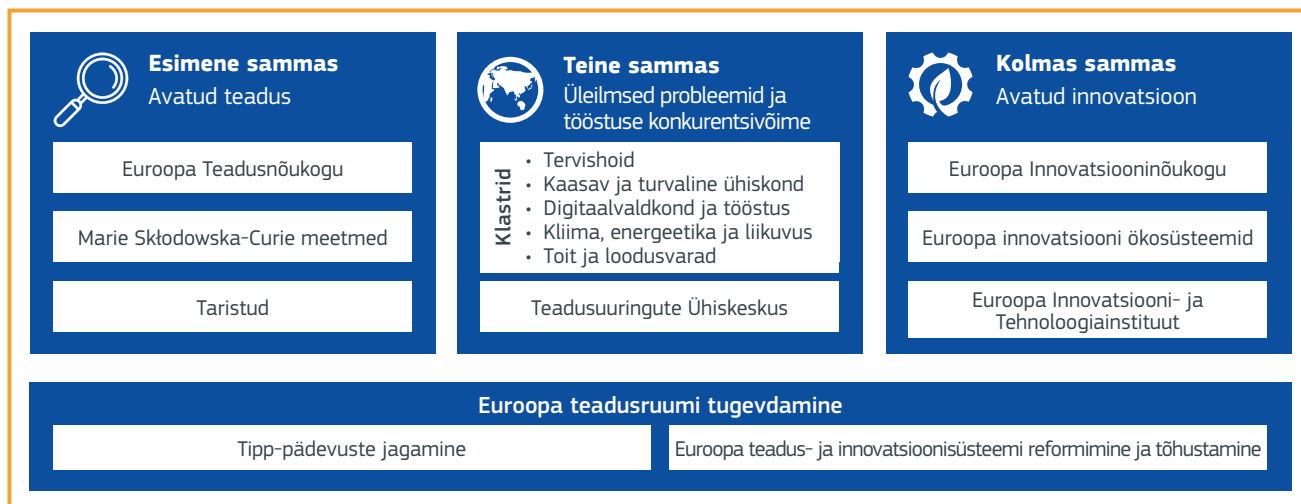 Esimene sammas
Avatud teadus
Euroopa Teadusnõukogu
Marie Skłodowska-Curie meetmed
Taristud
Teine sammas
Üleilmsed probleemid ja
tööstuse konkurentsivõime
Klastrid
• Tervishoid
• Kaasav ja turvaline ühiskond
• Digitaalvaldkond ja tööstus
• Kliima, energeetika ja liikuvus
• Toit ja loodusvarad
Teadusuuringute Ühiskeskus
Kolmas sammas
Avatud innovatsioon
Euroopa Innovatsiooninõukogu
Euroopa innovatsiooni ökosüsteemid
Euroopa Innovatsiooni- ja
Tehnoloogiainstituut
Euroopa teadusruumi tugevdamine
Tipp-pädevuste jagamine
Euroopa teadus- ja innovatsioonisüsteemi reformimine ja tõhustamine